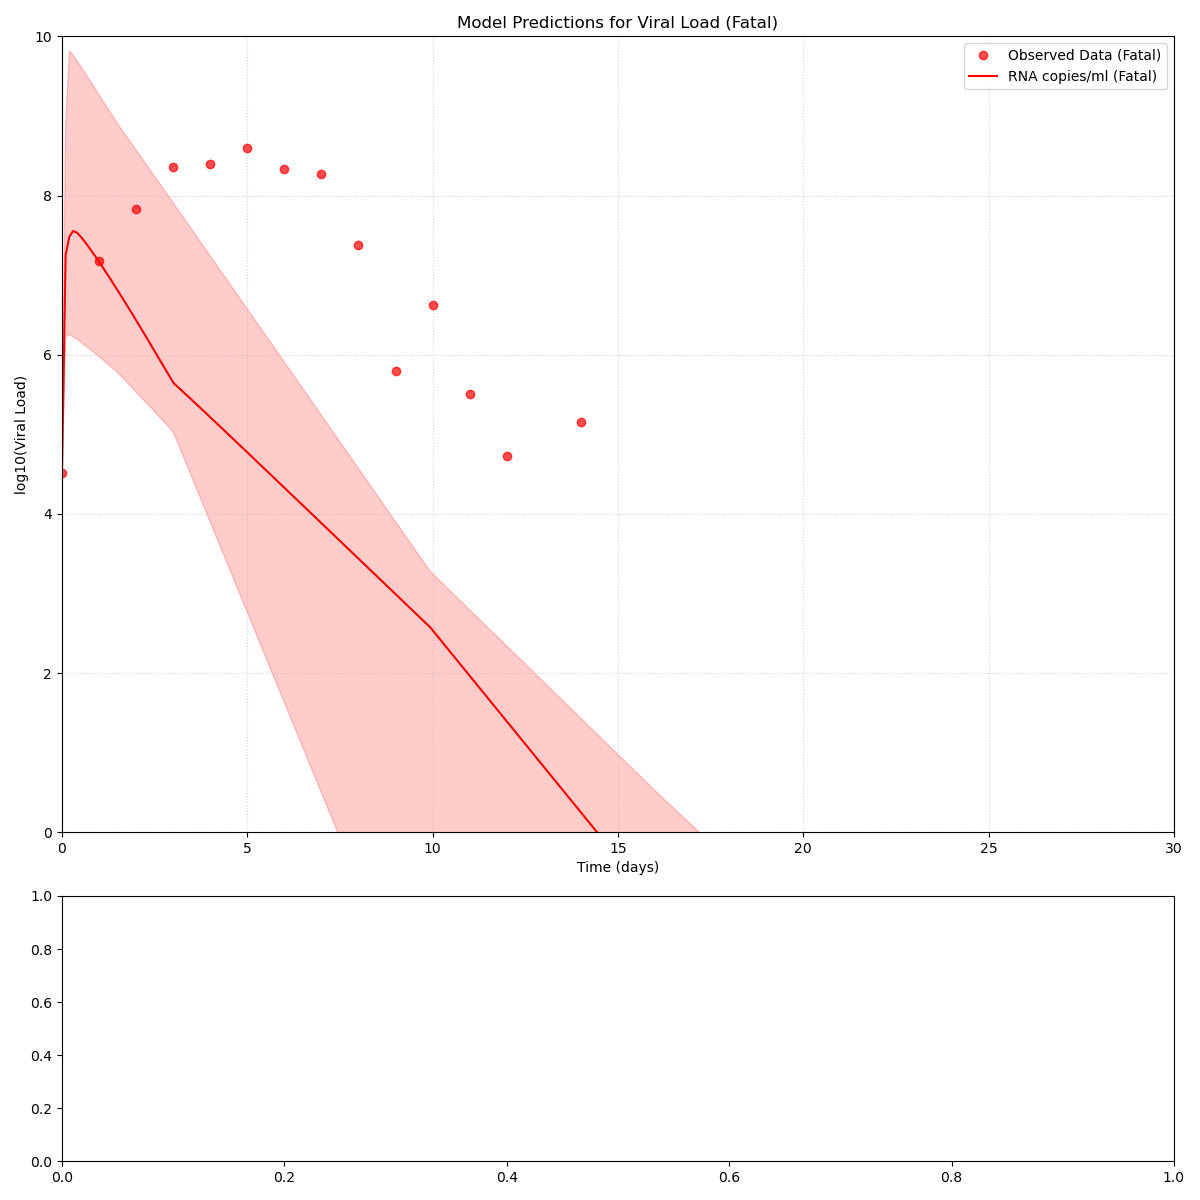 Model Predictions for Viral Load (Fatal)
Observed Data (Fatal)
RNA copies/ml (Fatal)
log10(Viral Load)
10
8
6
4
2
0
0 5 10 15 20 25 30
Time (days)
1.0
0.8
0.6
0.4
0.2
0.0
0.0 0.2 0.4 0.6 0.8 1.0